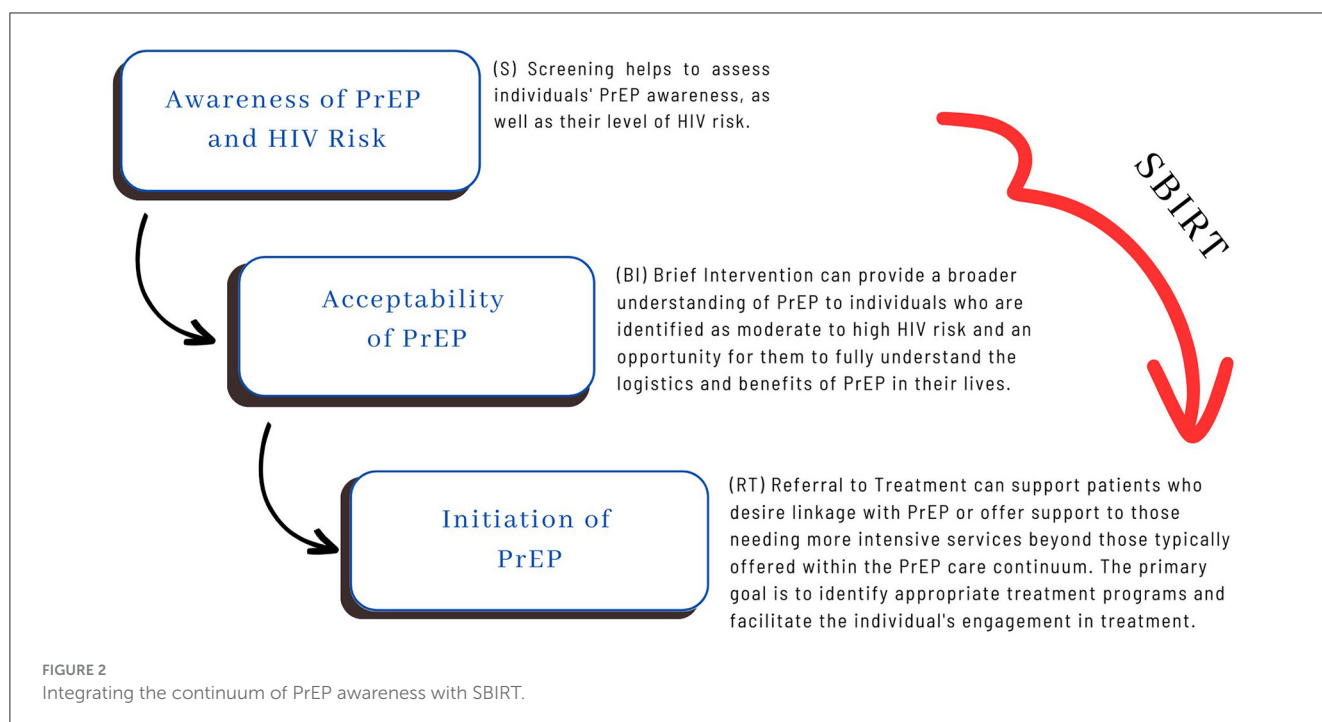 Awareness of PrEP
and HIV Risk
(S) Screening helps to assess
individuals' PrEP awareness, as
well as their level of HIV risk.
SBIRT
Acceptability
of PrEP
(BI) Brief Intervention can provide a broader
understanding of PrEP to individuals who are
identified as moderate to high HIV risk and an
opportunity for them to fully understand the
logistics and benefits of PrEP in their lives.
Initiation of
PrEP
(RT) Referral to Treatment can support patients who
desire linkage with PrEP or offer support to those
needing more intensive services beyond those typically
offered within the PrEP care continuum. The primary
goal is to identify appropriate treatment programs and
facilitate the individual's engagement in treatment.
FIGURE 2
Integrating the continuum of PrEP awareness with SBIRT.